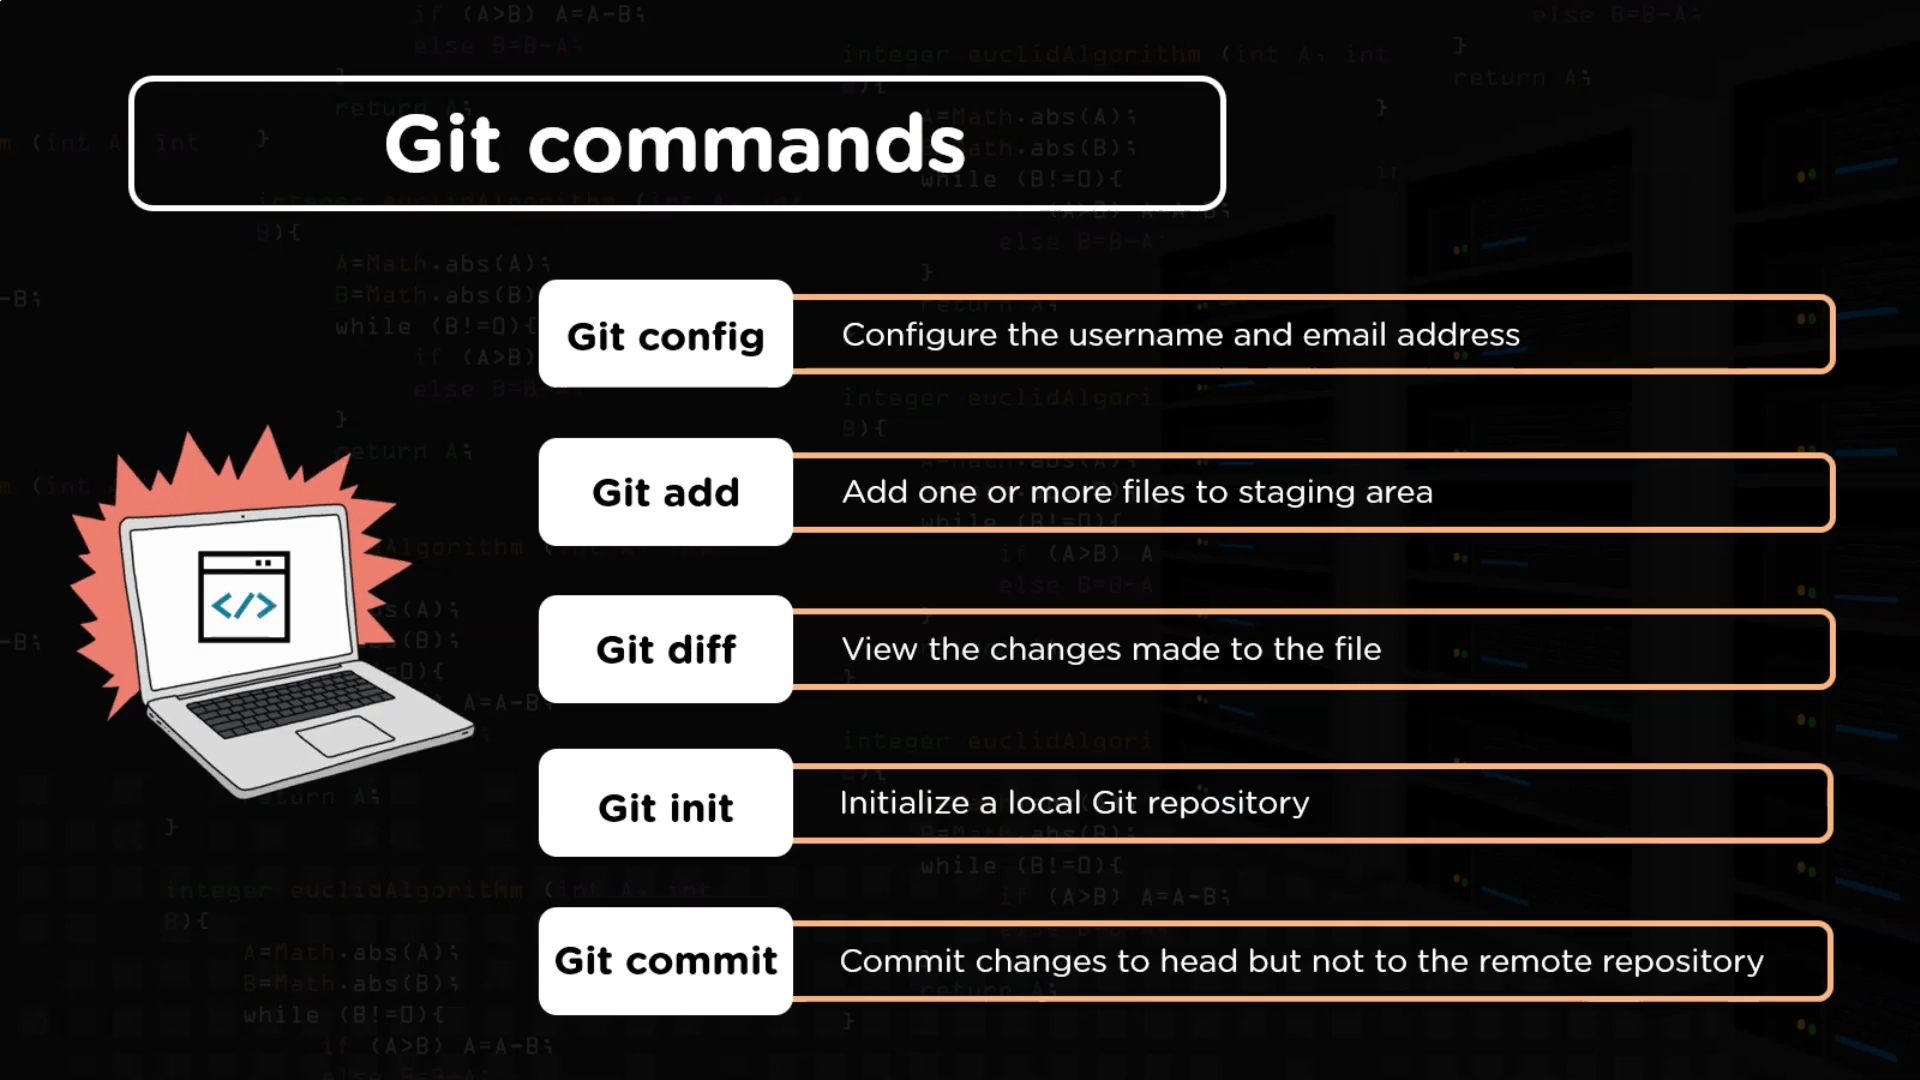 Git commands
Git config
Configure the username and email address
Git add
Add one or more files to staging area
Git diff
View the changes made to the file
Git init
Initialize a local Git repository
Git commit
Commit changes to head but not to the remote repository